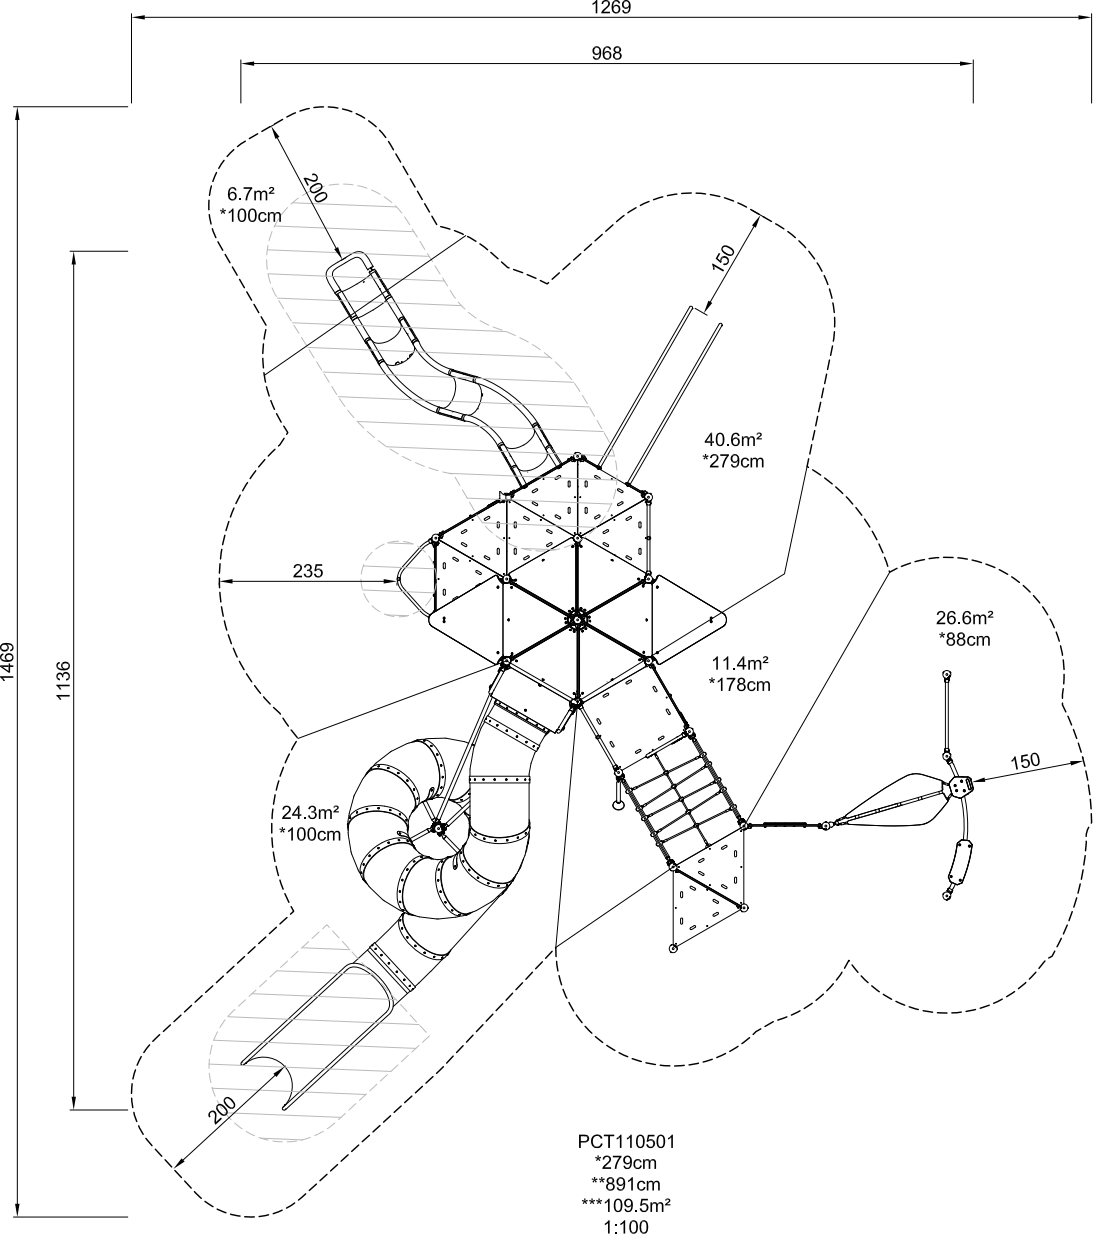 1269
968
200
6.7m²
*100cm
150
40.6m²
*279cm
235
26.6m²
*88cm
1469
1136
11.4m²
*178cm
150
24.3m²
*100cm
200
PCT110501
*279cm
**891cm
***109.5m²
1:100